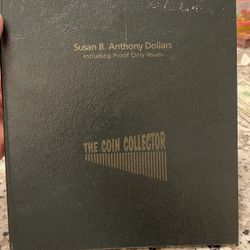 Susan B. Anthony Dollars
Including Proof Only Issues
THE COIN COLLECTOR